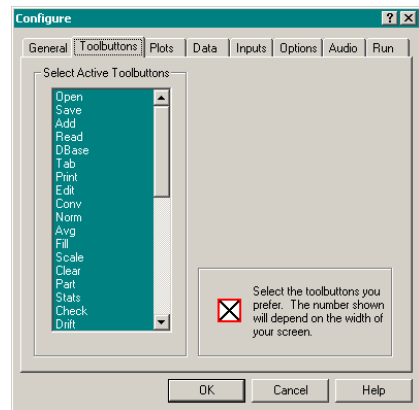 Configure
General Toolbuttons Plots Data Inputs Options Audio Run
Select Active Toolbuttons
Open
Save
Add
Read
DBase
Tab
Print
Edit
Conv
Norm
Avg
Fill
Scale
Clear
Part
Stats
Check
Drift
Select the toolbuttons you
prefer. The number shown
will depend on the width of
your screen.
OK Cancel Help